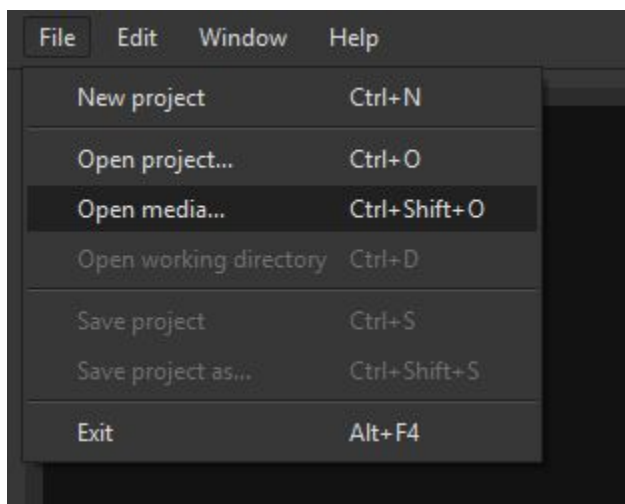 File Edit Window Help
New project Ctrl+N
Open project... Ctrl+O
Open media... Ctrl+Shift+O
Open working directory Ctrl+D
Save project Ctrl+S
Save project as... Ctrl+Shift+S
Exit Alt+F4